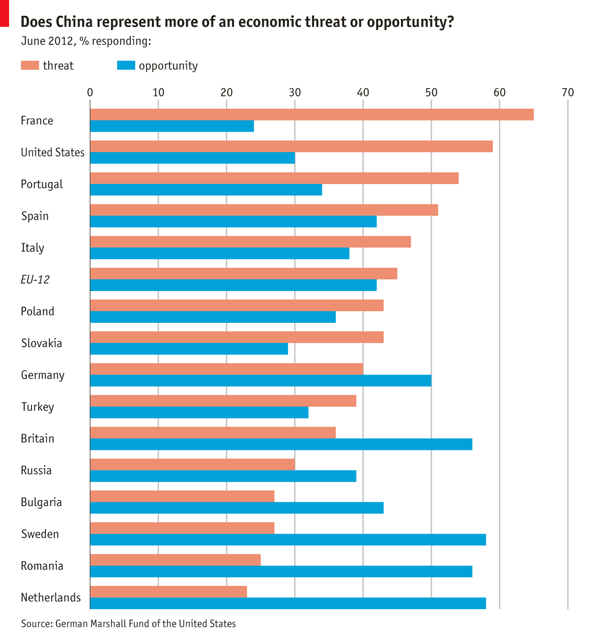 Does China represent more of an economic threat or opportunity?
June 2012, % responding:
threat opportunity
0 10 20 30 40 50 60 70
France
United States
Portugal
Spain
Italy
EU-12
Poland
Slovakia
Germany
Turkey
Britain
Russia
Bulgaria
Sweden
Romania
Netherlands
Source: German Marshall Fund of the United States